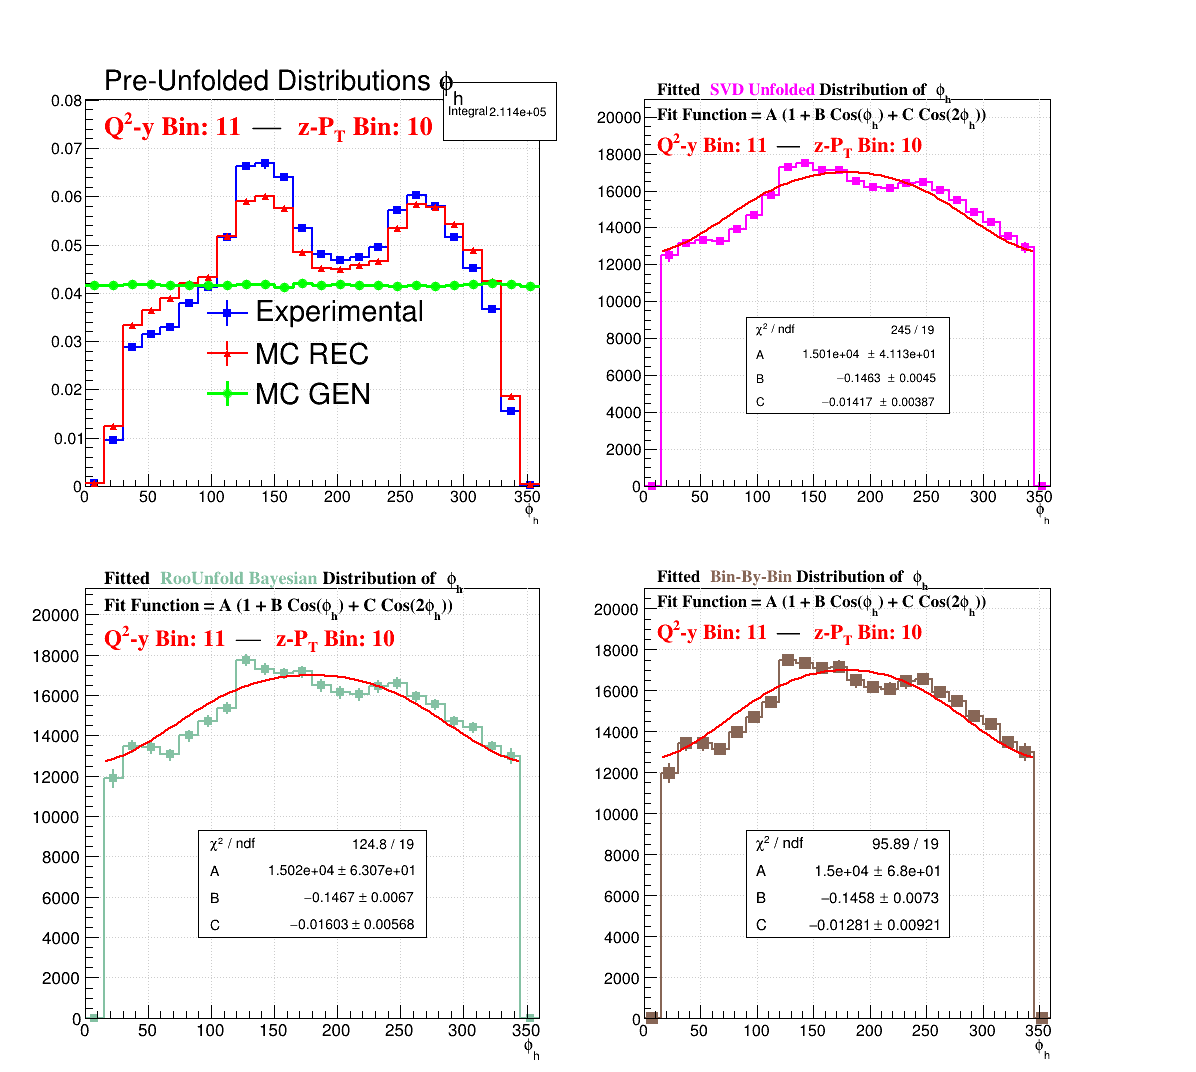 Pre-Unfolded Distributions ϕh
Integral 2.114e+05
Q²-y Bin: 11 — z-PT Bin: 10
0.08
0.07
0.06
0.05
0.04
0.03
0.02
0.01
0
Experimental
MC REC
MC GEN
0 50 100 150 200 250 300 350
ϕh
Fitted SVD Unfolded Distribution of ϕh
Fit Function = A (1 + B Cos(ϕh) + C Cos(2ϕh))
Q²-y Bin: 11 — z-PT Bin: 10
20000
18000
16000
14000
12000
10000
8000
6000
4000
2000
0
χ² / ndf 245 / 19
A 1.501e+04 ± 4.113e+01
B −0.1463 ± 0.0045
C −0.01417 ± 0.00387
0 50 100 150 200 250 300 350
ϕh
Fitted RooUnfold Bayesian Distribution of ϕh
Fit Function = A (1 + B Cos(ϕh) + C Cos(2ϕh))
Q²-y Bin: 11 — z-PT Bin: 10
20000
18000
16000
14000
12000
10000
8000
6000
4000
2000
0
χ² / ndf 124.8 / 19
A 1.502e+04 ± 6.307e+01
B −0.1467 ± 0.0067
C −0.01603 ± 0.00568
0 50 100 150 200 250 300 350
ϕh
Fitted Bin-By-Bin Distribution of ϕh
Fit Function = A (1 + B Cos(ϕh) + C Cos(2ϕh))
Q²-y Bin: 11 — z-PT Bin: 10
20000
18000
16000
14000
12000
10000
8000
6000
4000
2000
0
χ² / ndf 95.89 / 19
A 1.5e+04 ± 6.8e+01
B −0.1458 ± 0.0073
C −0.01281 ± 0.00921
0 50 100 150 200 250 300 350
ϕh